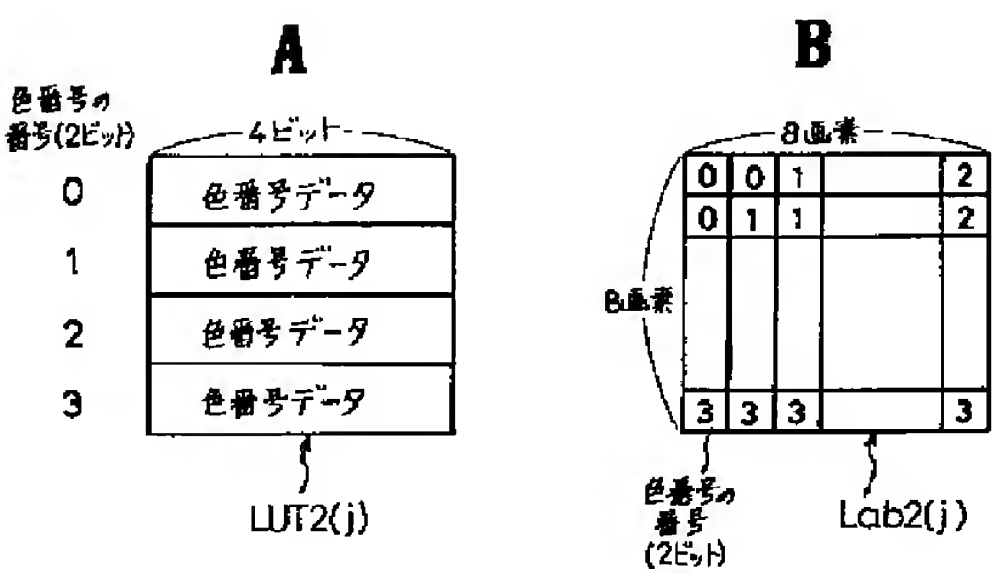 A
色番号の
番号(2ビット)
4ビット
0 色番号データ
1 色番号データ
2 色番号データ
3 色番号データ
LUT2(j)
B
8画素
0 0 1 2
0 1 1 2
8画素
3 3 3 3
色番号の
番号
(2ビット)
Lab2(j)